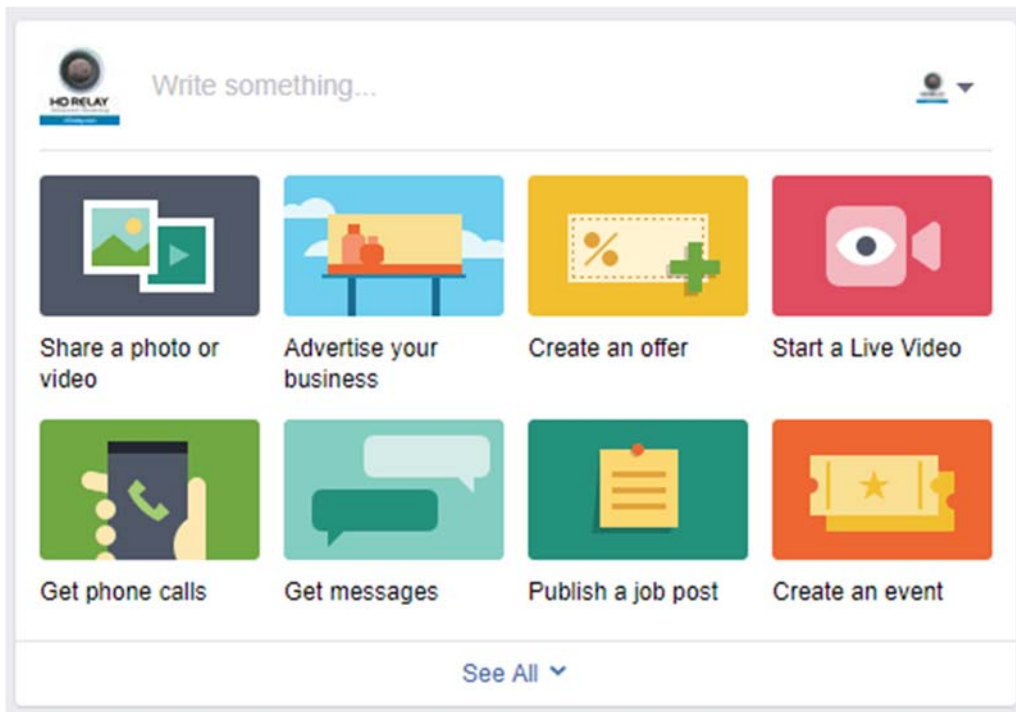 HD RELAY
Write something...
Share a photo or
video
Advertise your
business
Create an offer
Start a Live Video
Get phone calls
Get messages
Publish a job post
Create an event
See All